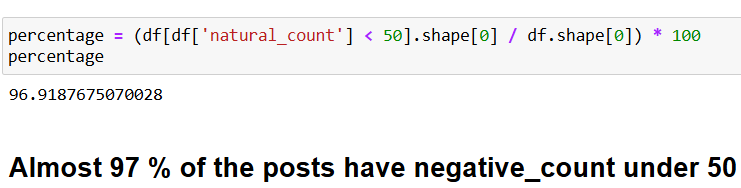 percentage = (df[df['natural_count'] < 50].shape[0] / df.shape[0]) * 100
percentage
96.9187675070028
Almost 97 % of the posts have negative_count under 50